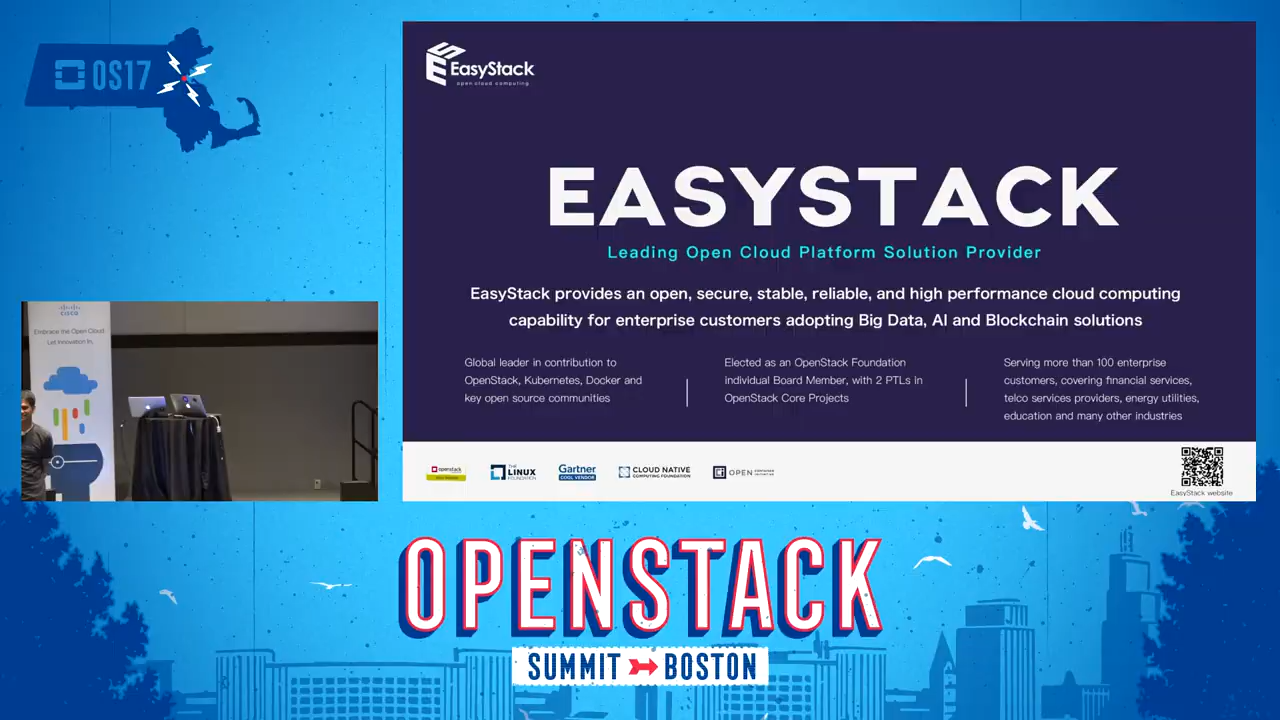 OS17
EasyStack
open cloud computing
EASYSTACK
Leading Open Cloud Platform Solution Provider
EasyStack provides an open, secure, stable, reliable, and high performance cloud computing
capability for enterprise customers adopting Big Data, AI and Blockchain solutions
Global leader in contribution to
OpenStack, Kubernetes, Docker and
key open source communities
Elected as an OpenStack Foundation
individual Board Member, with 2 PTLs in
OpenStack Core Projects
Serving more than 100 enterprise
customers, covering financial services,
telco services providers, energy utilities,
education and many other industries
openstack
THE
LINUX
FOUNDATION
Gartner
COOL VENDOR
CLOUD NATIVE
COMPUTING FOUNDATION
OPEN CONTAINER
INITIATIVE
EasyStack website
CISCO
Embrace the Open Cloud.
Let Innovation In.
OPENSTACK
SUMMIT BOSTON